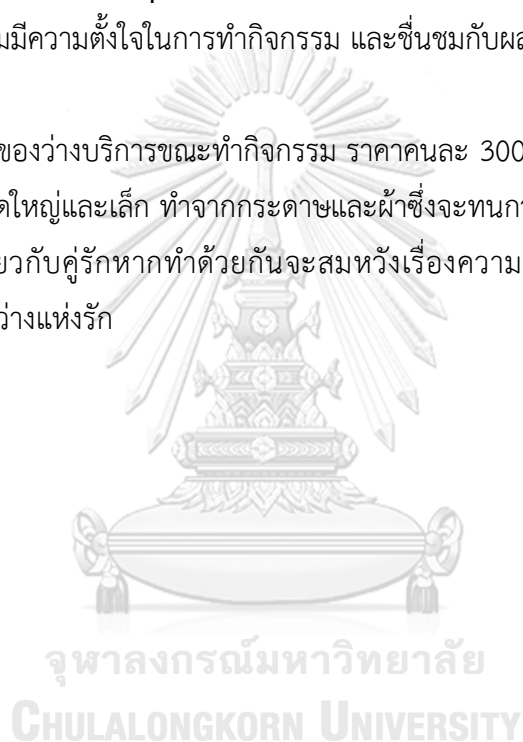 มีความตั้งใจในการทำกิจกรรม และชื่นชมกับ
ของว่างบริการขณะทำกิจกรรม ราคาคนละ 300
ใหญ่และเล็ก ทำจากกระดาษและผ้าซึ่งจะทน
กับคู่รักหากทำด้วยกันจะสมหวังเรื่องความ
ว่างแห่งรัก
จุฬาลงกรณ์มหาวิทยาลัย
CHULALONGKORN UNIVERSITY